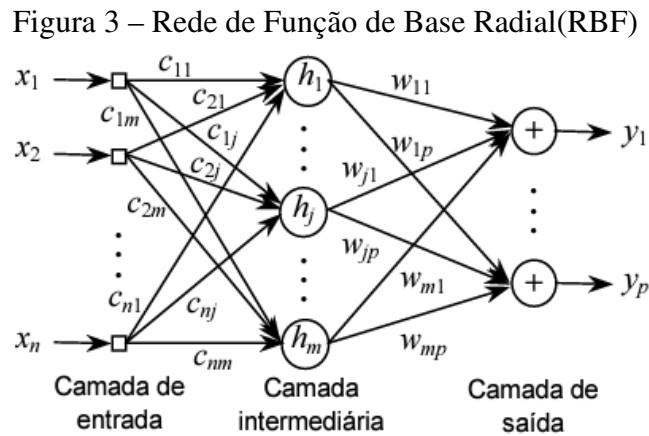 Figura 3 – Rede de Função de Base Radial(RBF)
x1 c11 h1 w11
c21
c1m c1j w1p + y1
x2 c2j wj1
c2m hj
wjp
wm1 + yp
cn1 cnj
xn cnm hm wmp
Camada de entrada
Camada intermediária
Camada de saída